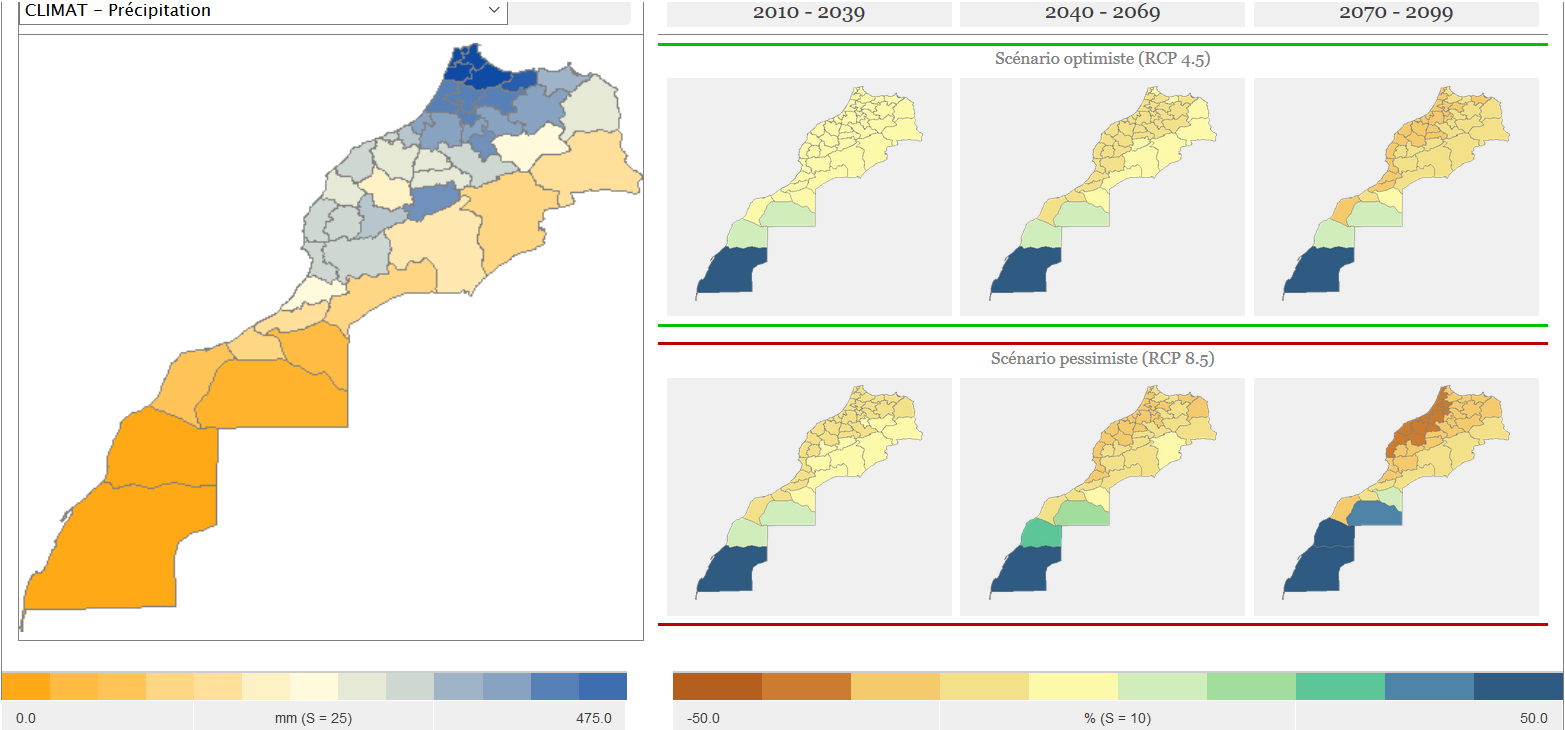 CLIMAT - Précipitation
2010 - 2039 2040 - 2069 2070 - 2099
Scénario optimiste (RCP 4.5)
Scénario pessimiste (RCP 8.5)
0.0 mm (S = 25) 475.0
-50.0 % (S = 10) 50.0